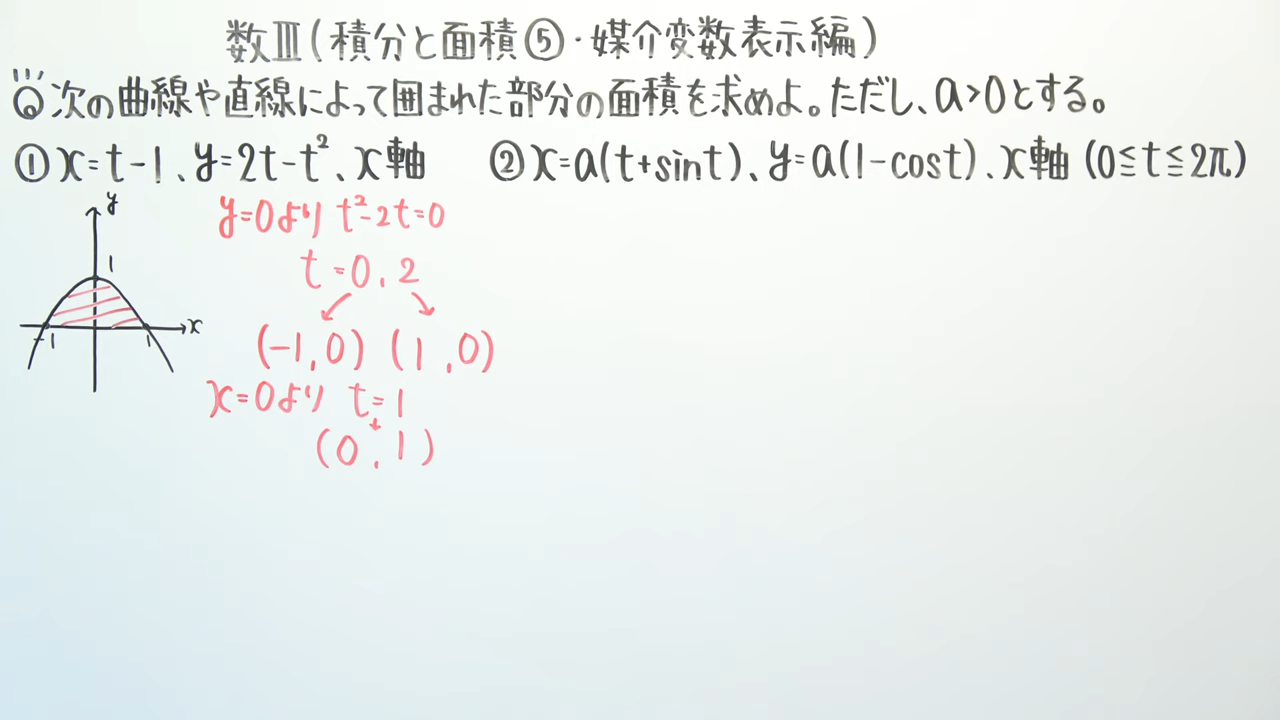 数Ⅲ(積分と面積⑤・媒介変数表示編)
Q次の曲線や直線によって囲まれた部分の面積を求めよ。ただし、a>0とする。
①x=t-1、y=2t-t²、x軸
②x=a(t+sint)、y=a(1-cost)、x軸(0≦t≦2π)
y
1
x
-1
1
y=0より t²-2t=0
t=0,2
(-1,0) (1,0)
x=0より t=1
(0,1)